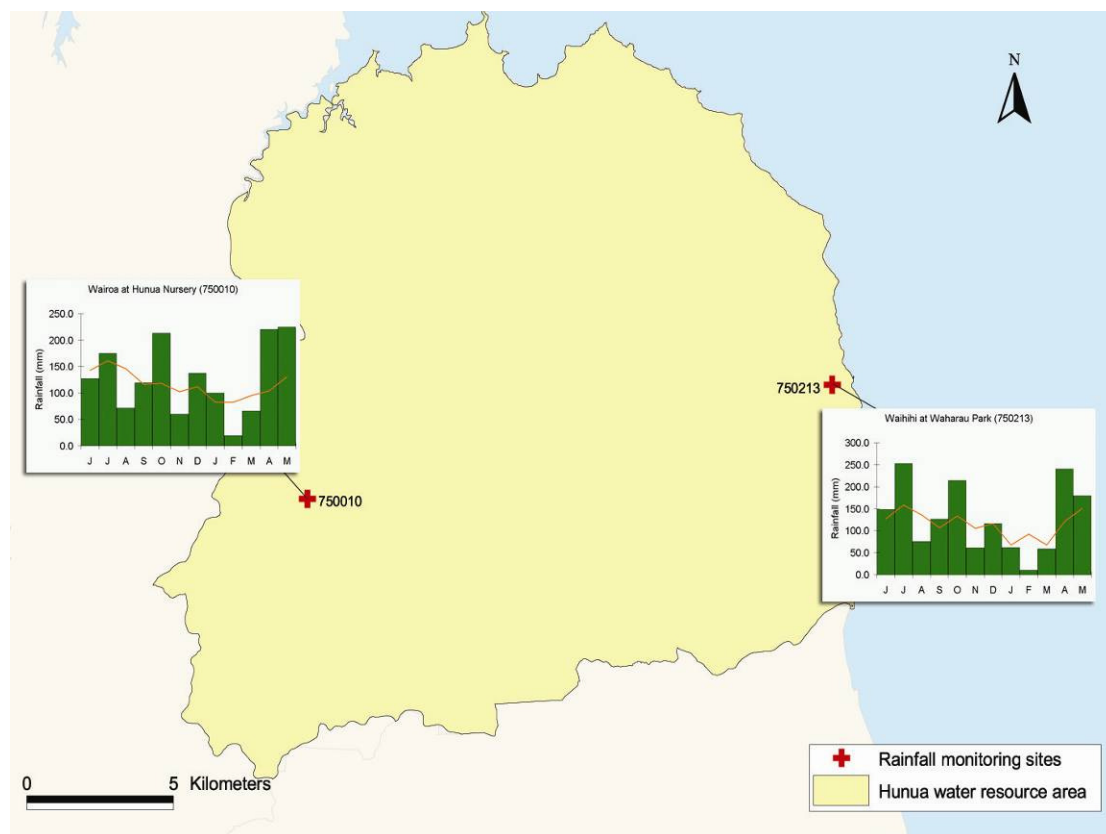 N
Wairoa at Hunua Nursery (750010)
Rainfall (mm)
250.0
200.0
150.0
100.0
50.0
0.0
J J A S O N D J F M A M
750010
750213
Waihihi at Waharau Park (750213)
Rainfall (mm)
300.0
250.0
200.0
150.0
100.0
50.0
0.0
J J A S O N D J F M A M
0 5 Kilometers
Rainfall monitoring sites
Hunua water resource area